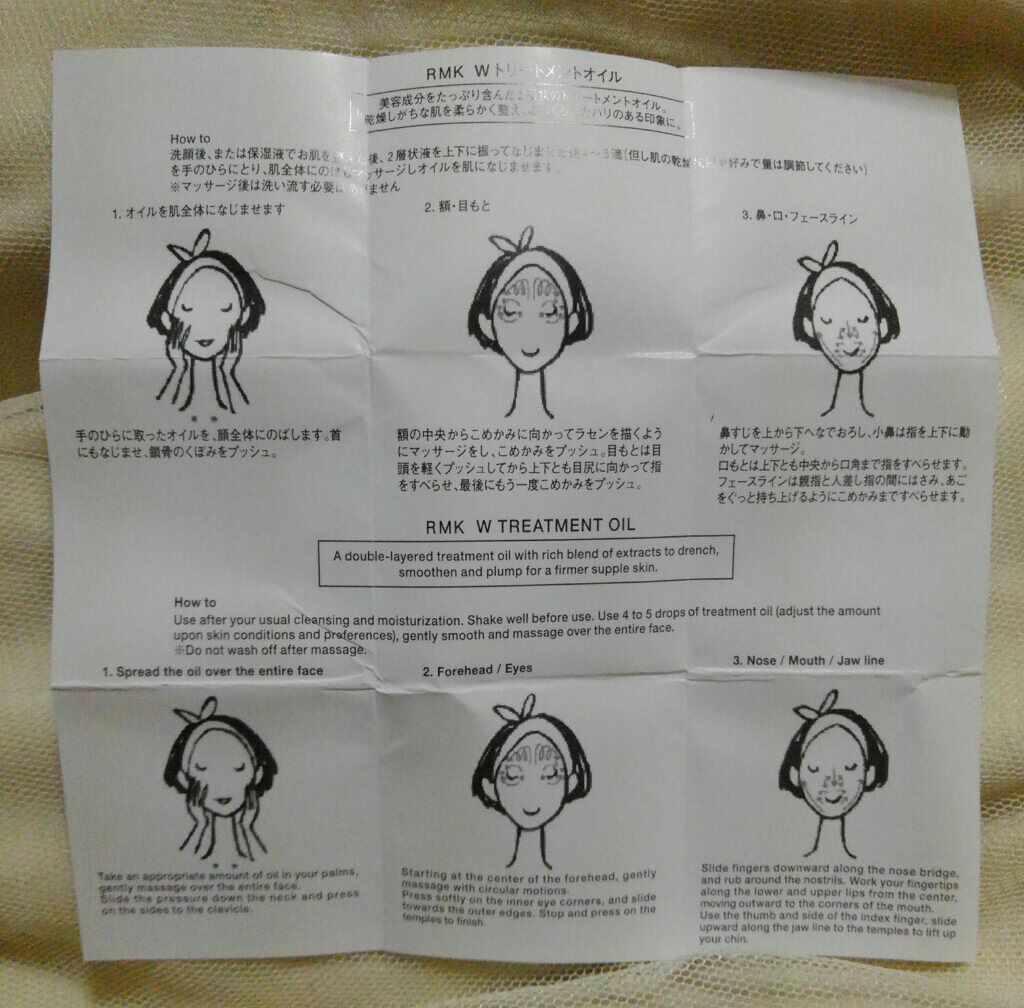 RMK W トリートメントオイル
美容成分をたっぷり含んだ2 トリートメントオイル。
乾燥しがちな肌を柔らかく整え、 ハリのある印象に。
How to
洗顔後、または保湿液でお肌を 後、2層状液を上下に振ってなじませた後4〜5滴(但し肌の乾燥 好みで量は調節してください)
を手のひらにとり、肌全体にのばしマッサージしオイルを肌になじませます。
※マッサージ後は洗い流す必要はありません
1. オイルを肌全体になじませます
2. 額・目もと
3. 鼻・口・フェースライン
手のひらに取ったオイルを、顔全体にのばします。首
にもなじませ、鎖骨のくぼみをプッシュ。
額の中央からこめかみに向かってラセンを描くよう
にマッサージをし、こめかみをプッシュ。目もとは目
頭を軽くプッシュしてから上下とも目尻に向かって指
をすべらせ、最後にもう一度こめかみをプッシュ。
鼻すじを上から下へなでおろし、小鼻は指を上下に動
かしてマッサージ。
口もとは上下とも中央から口角まで指をすべらせます。
フェースラインは親指と人差し指の間にはさみ、あご
をぐっと持ち上げるようにこめかみまですべらせます。
RMK W TREATMENT OIL
A double-layered treatment oil with rich blend of extracts to drench,
smoothen and plump for a firmer supple skin.
How to
Use after your usual cleansing and moisturization. Shake well before use. Use 4 to 5 drops of treatment oil (adjust the amount
upon skin conditions and preferences), gently smooth and massage over the entire face.
※Do not wash off after massage.
1. Spread the oil over the entire face
2. Forehead / Eyes
3. Nose / Mouth / Jaw line
Take an appropriate amount of oil in your palms,
gently massage over the entire face.
Slide the pressure down the neck and press
on the sides to the clavicle.
Starting at the center of the forehead, gently
massage with circular motions.
Press softly on the inner eye corners, and slide
towards the outer edges. Stop and press on the
temples to finish.
Slide fingers downward along the nose bridge,
and rub around the nostrils. Work your fingertips
along the lower and upper lips from the center,
moving outward to the corners of the mouth.
Use the thumb and side of the index finger, slide
upward along the jaw line to the temples to lift up
your chin.